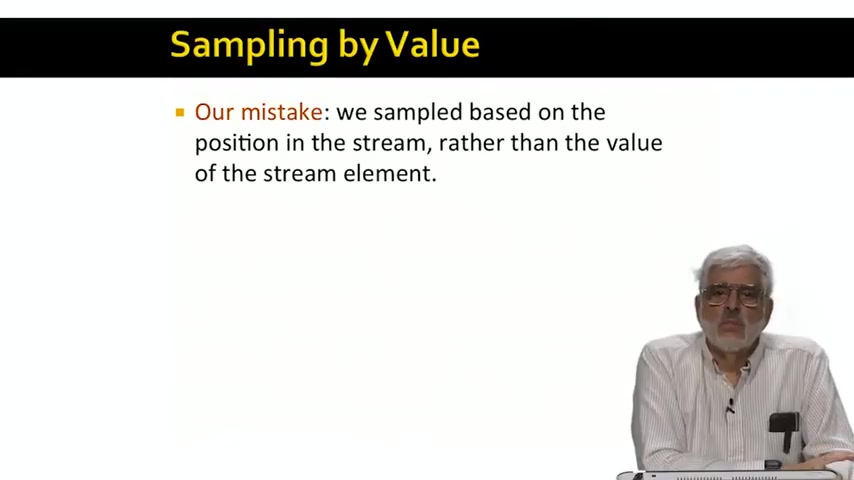 Sampling by Value
Our mistake: we sampled based on the
position in the stream, rather than the value
of the stream element.